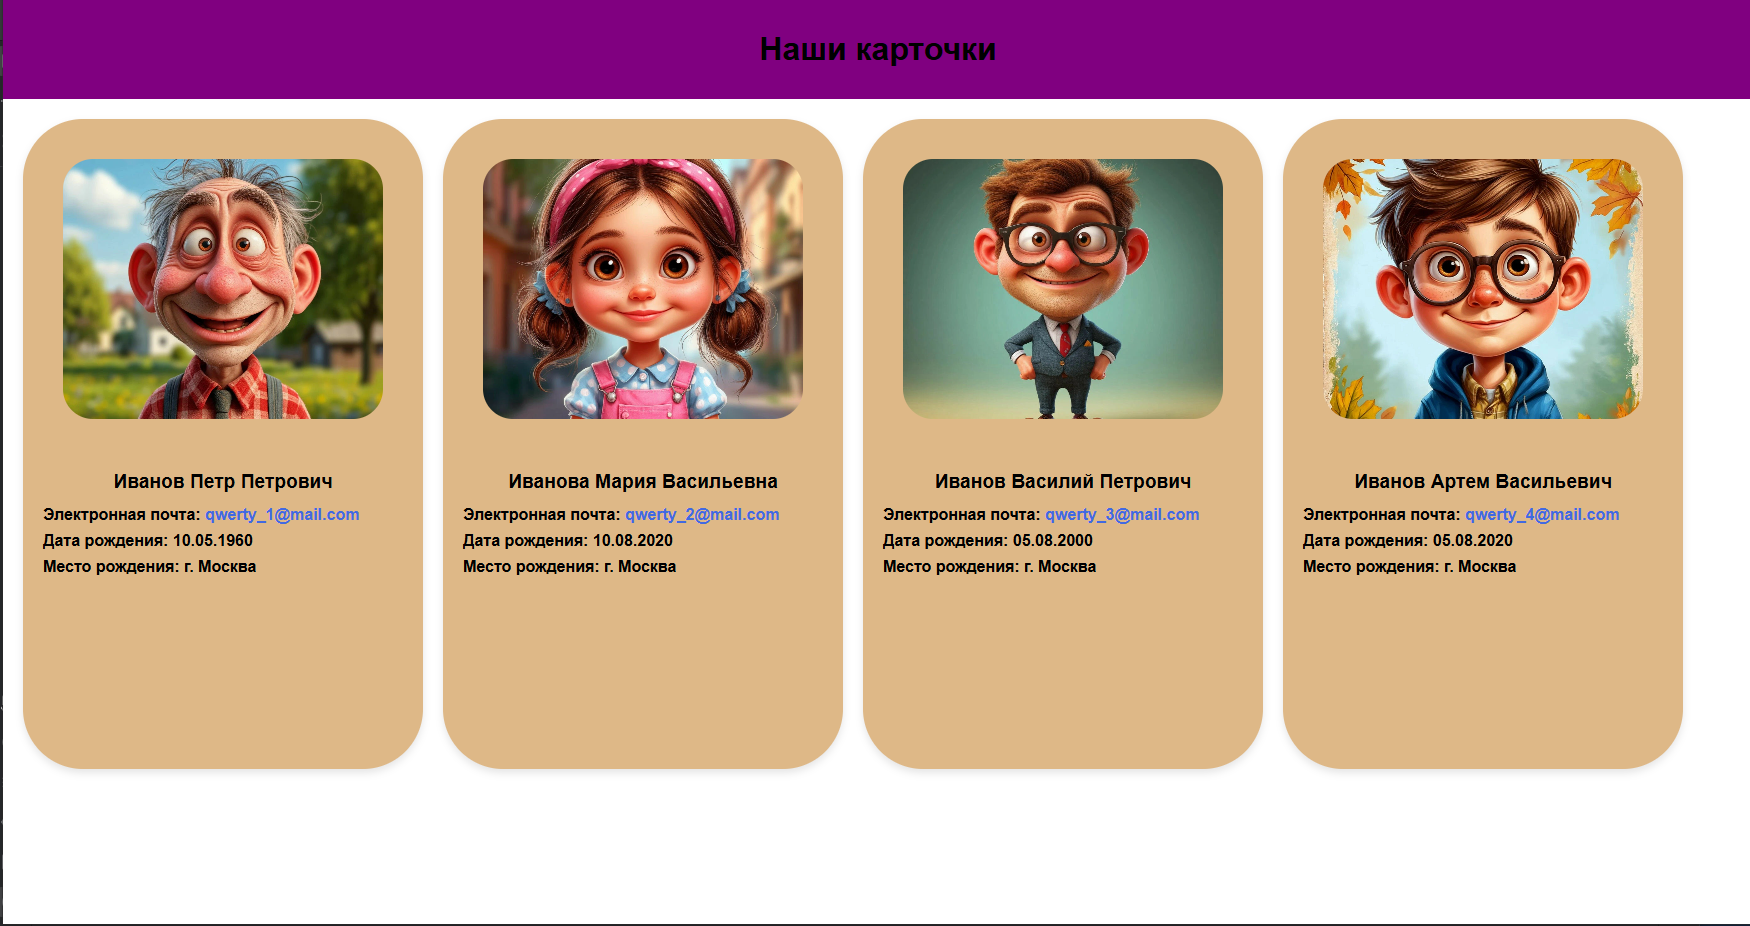 Наши карточки
Иванов Петр Петрович
Электронная почта: qwerty_1@mail.com
Дата рождения: 10.05.1960
Место рождения: г. Москва
Иванова Мария Васильевна
Электронная почта: qwerty_2@mail.com
Дата рождения: 10.08.2020
Место рождения: г. Москва
Иванов Василий Петрович
Электронная почта: qwerty_3@mail.com
Дата рождения: 05.08.2000
Место рождения: г. Москва
Иванов Артем Васильевич
Электронная почта: qwerty_4@mail.com
Дата рождения: 05.08.2020
Место рождения: г. Москва